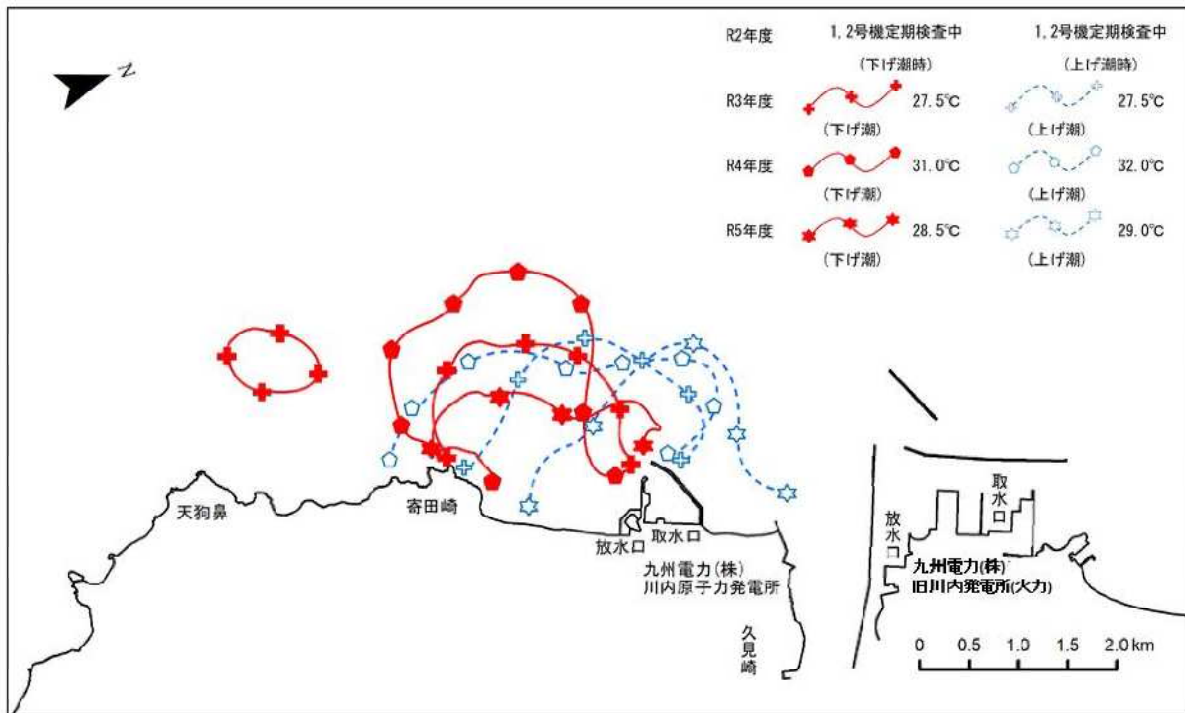 N
R2年度 1,2号機定期検査中 1,2号機定期検査中
(下げ潮時) (上げ潮時)
R3年度 27.5℃ 27.5℃
(下げ潮) (上げ潮)
R4年度 31.0℃ 32.0℃
(下げ潮) (上げ潮)
R5年度 28.5℃ 29.0℃
(下げ潮) (上げ潮)
天狗鼻
寄田崎
放水口
取水口
九州電力(株)
川内原子力発電所
久見崎
放水口
取水口
九州電力(株)
旧川内発電所(火力)
0 0.5 1.0 1.5 2.0 km